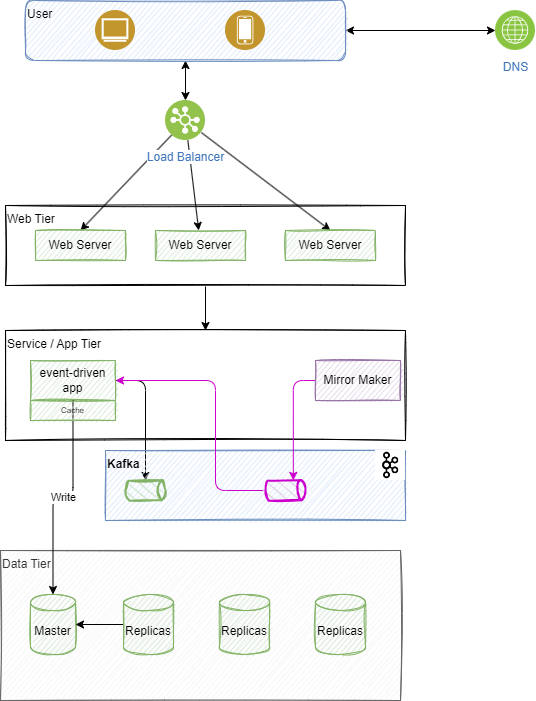 User
DNS
Load Balancer
Web Tier
Web Server
Web Server
Web Server
Service / App Tier
event-driven
app
Cache
Mirror Maker
Kafka
Write
Data Tier
Master
Replicas
Replicas
Replicas